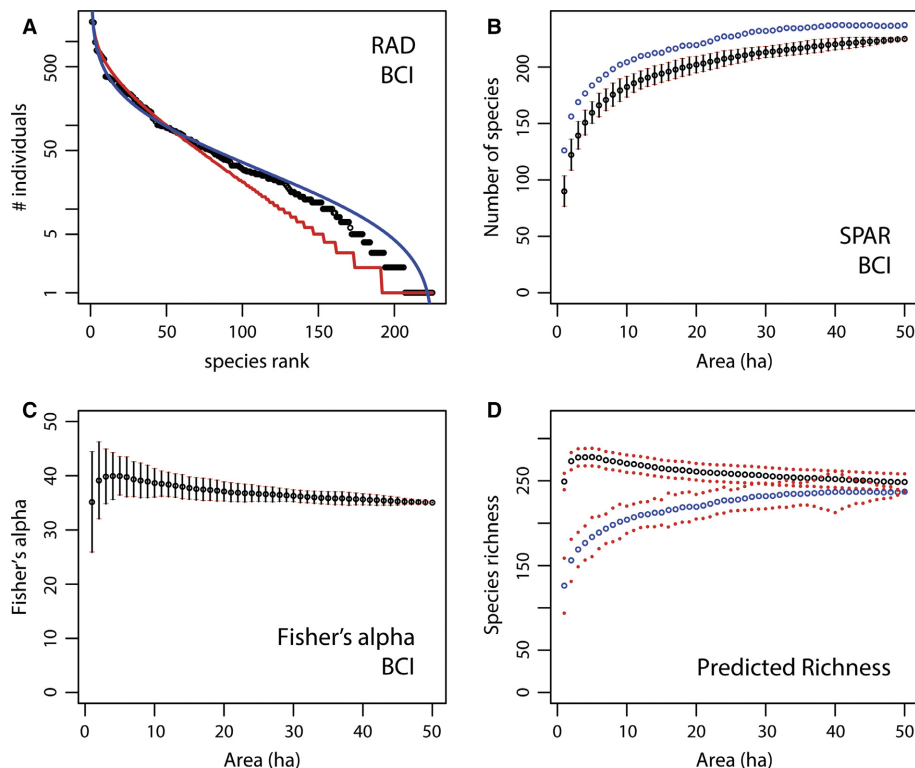 A
RAD
BCI
# individuals
500
50
5
1
0 50 100 150 200
species rank
B
Number of species
200
150
100
50
0
SPAR
BCI
0 10 20 30 40 50
Area (ha)
C
Fisher's alpha
50
40
30
20
10
0
Fisher's alpha
BCI
0 10 20 30 40 50
Area (ha)
D
Species richness
250
150
50
0
Predicted Richness
0 10 20 30 40 50
Area (ha)